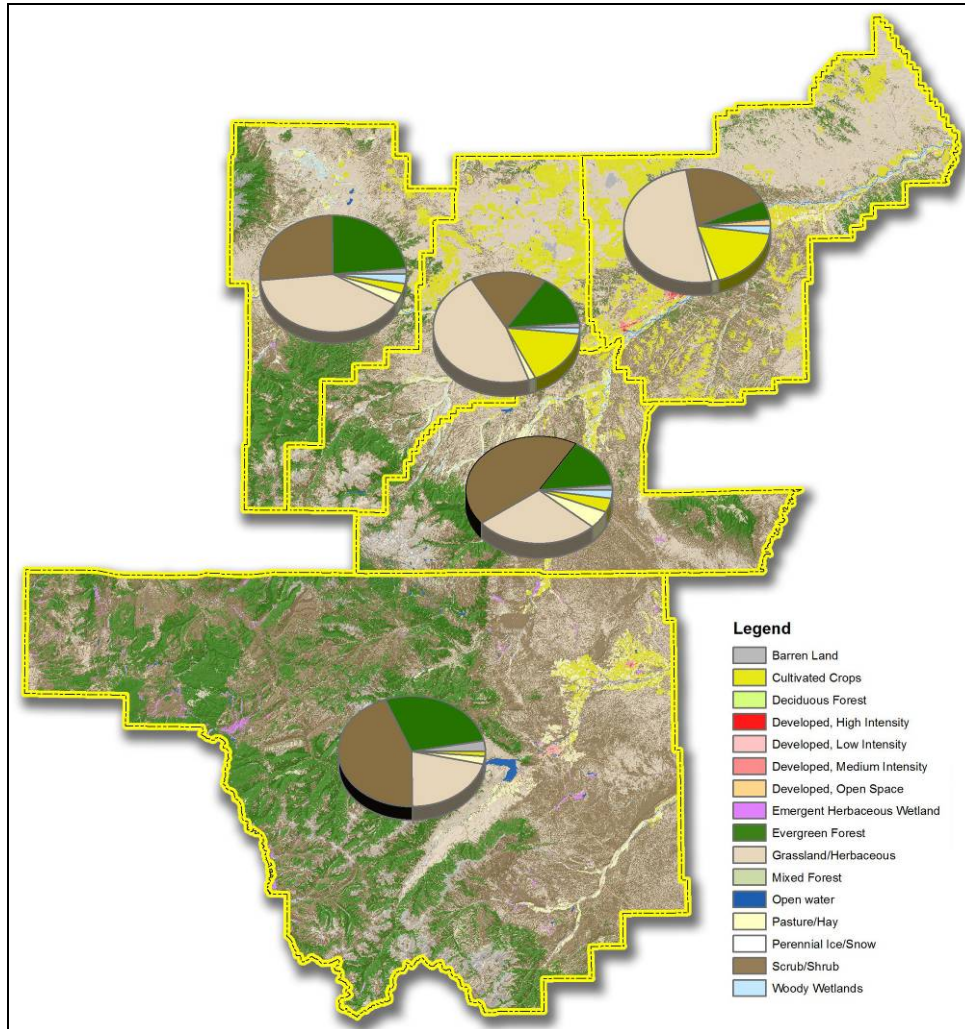 Legend
Barren Land
Cultivated Crops
Deciduous Forest
Developed, High Intensity
Developed, Low Intensity
Developed, Medium Intensity
Developed, Open Space
Emergent Herbaceous Wetland
Evergreen Forest
Grassland/Herbaceous
Mixed Forest
Open water
Pasture/Hay
Perennial Ice/Snow
Scrub/Shrub
Woody Wetlands